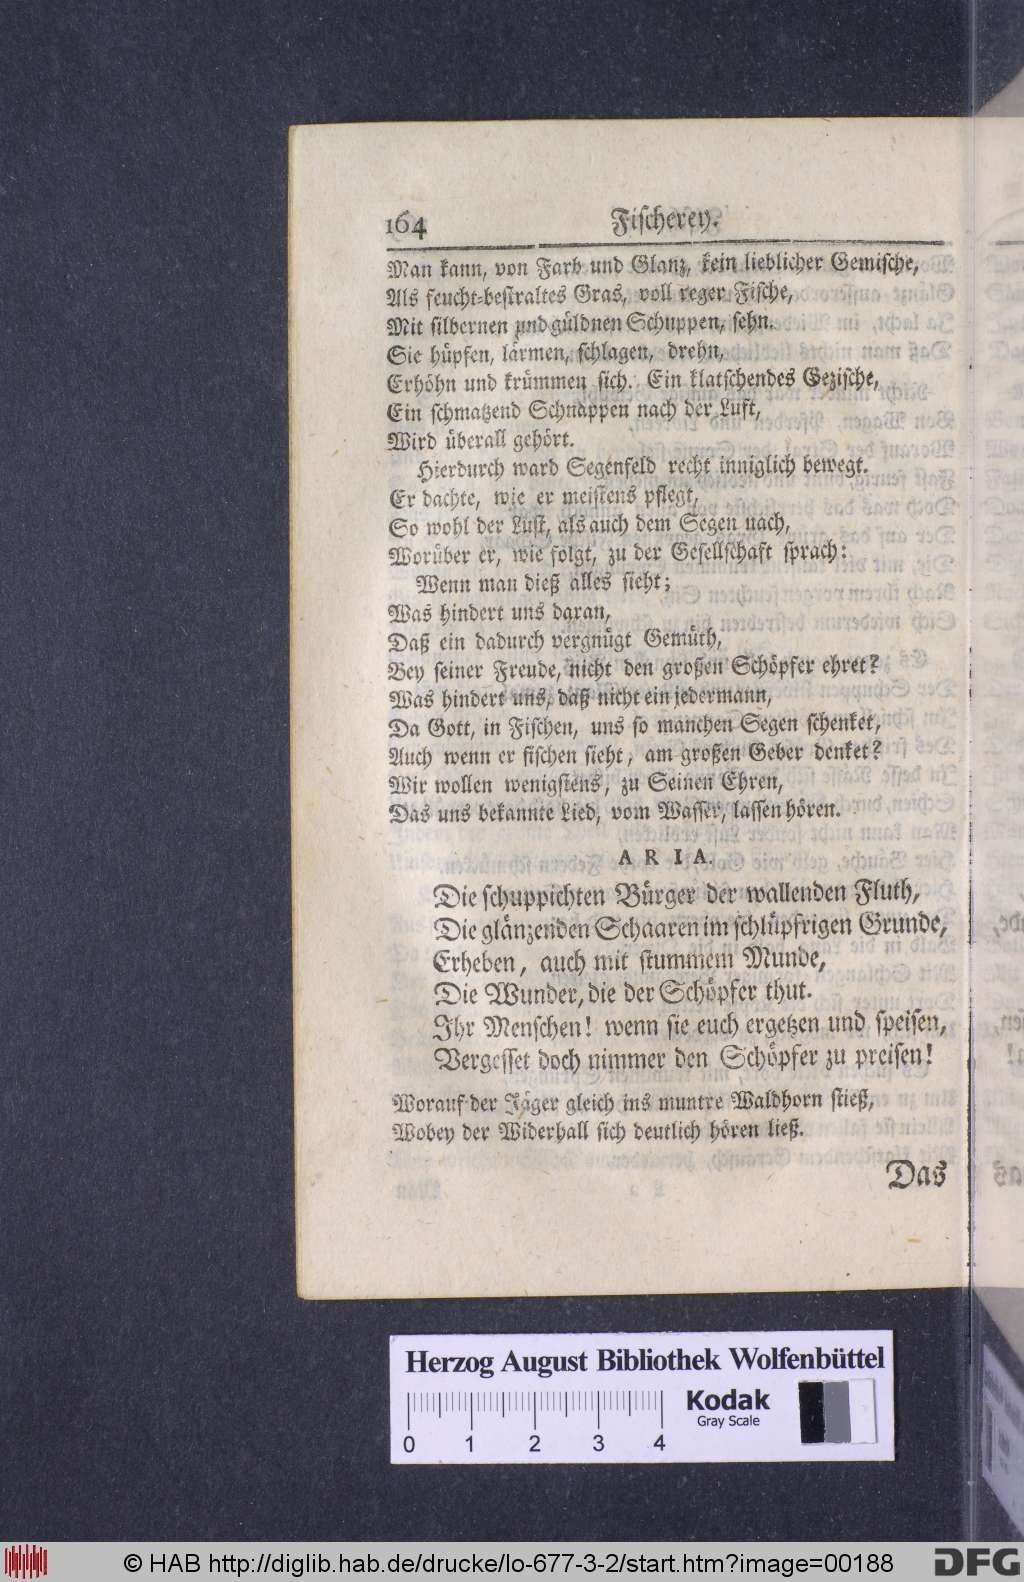 164 Fischerey.
Man kann, von Farb und Glanz, kein lieblicher Gemische,
Als feucht-bestraltes Gras, voll reger Fische,
Mit silbernen und güldnen Schuppen, sehn.
Sie hüpfen, lärmen, schlagen, drehn,
Erhöhn und krümmen sich. Ein klatschendes Gezische,
Ein schmatzend Schnappen nach der Luft,
Wird überall gehört.
Hierdurch ward Segenfeld recht inniglich bewegt.
Er dachte, wie er meistens pflegt,
So wohl der Lust, als auch dem Segen nach,
Worüber er, wie folgt, zu der Gesellschaft sprach:
Wenn man dieß alles sieht;
Was hindert uns daran,
Daß ein dadurch vergnügt Gemüth,
Bey seiner Freude, nicht den großen Schöpfer ehret?
Was hindert uns, daß nicht ein jedermann,
Da Gott, in Fischen, uns so manchen Segen schenket,
Auch wenn er fischen sieht, am großen Geber denket?
Wir wollen wenigstens, zu Seinen Ehren,
Das uns bekannte Lied, vom Wasser, lassen hören.
ARIA.
Die schuppichten Bürger der wallenden Fluth,
Die glänzenden Schaaren im schlüpfrigen Grunde,
Erheben, auch mit stummem Munde,
Die Wunder, die der Schöpfer thut.
Ihr Menschen! wenn sie euch ergetzen und speisen,
Vergesset doch nimmer den Schöpfer zu preisen!
Worauf der Jäger gleich ins muntre Waldhorn stieß,
Wobey der Widerhall sich deutlich hören ließ.
Das
Herzog August Bibliothek Wolfenbüttel
Kodak
Gray Scale
0 1 2 3 4
© HAB http://diglib.hab.de/drucke/lo-677-3-2/start.htm?image=00188
DFG